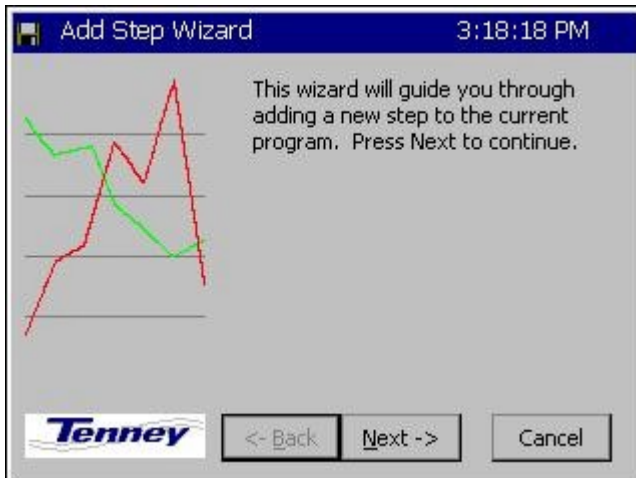 Add Step Wizard 3:18:18 PM
This wizard will guide you through
adding a new step to the current
program. Press Next to continue.
Tenney <- Back Next -> Cancel